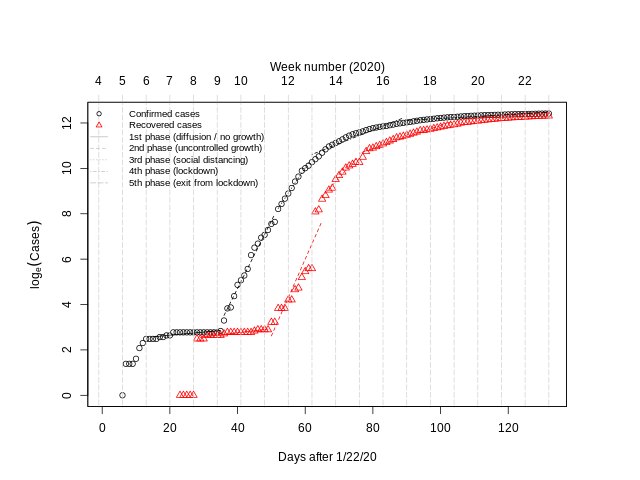 Week number (2020)
4 5 6 7 8 9 10 12 14 16 18 20 22
Confirmed cases
Recovered cases
1st phase (diffusion / no growth)
2nd phase (uncontrolled growth)
3rd phase (social distancing)
4th phase (lockdown)
5th phase (exit from lockdown)
12
10
8
6
4
2
0
logₑ(Cases)
0 20 40 60 80 100 120
Days after 1/22/20